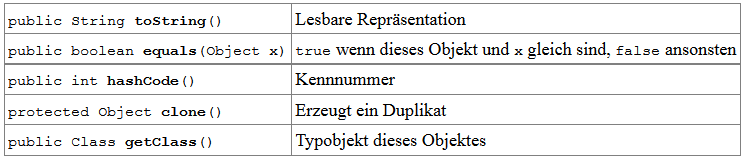 public String toString() Lesbare Repräsentation
public boolean equals(Object x) true wenn dieses Objekt und x gleich sind, false ansonsten
public int hashCode() Kennnummer
protected Object clone() Erzeugt ein Duplikat
public Class getClass() Typobjekt dieses Objektes